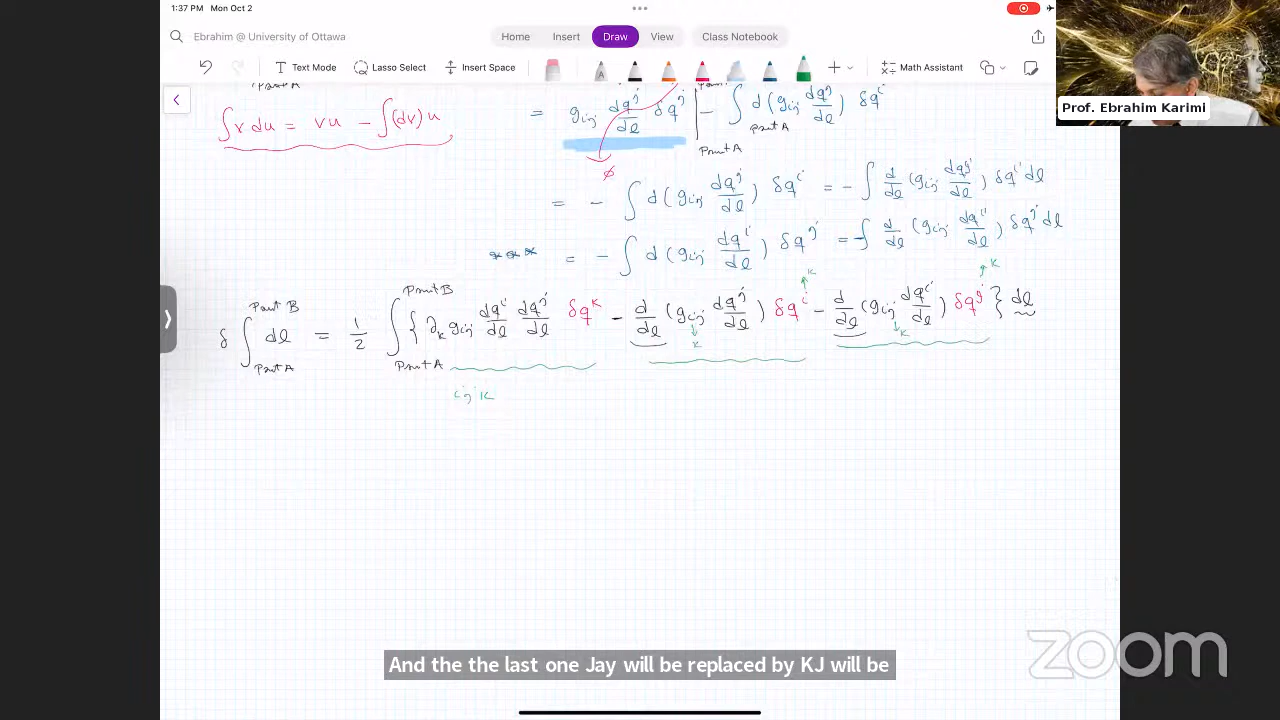 1:37 PM Mon Oct 2
Ebrahim @ University of Ottawa
Home Insert Draw View Class Notebook
Text Mode Lasso Select Insert Space Math Assistant
Prof. Ebrahim Karimi
∫v du = vu - ∫(dv) u
= g_ij dq^j/dl δq^j | - ∫ d(g_ij dq^j/dl) δq^i
Point A
Point A
∅
= - ∫ d(g_ij dq^j/dl) δq^i = - ∫ d/dl (g_ij dq^j/dl) δq^i dl
*** = - ∫ d(g_ij dq^i/dl) δq^j = -∫ d/dl (g_ij dq^i/dl) δq^j dl
k k
Point B Point B
δ ∫ dl = 1/2 ∫ { ∂_k g_ij dq^i/dl dq^j/dl δq^k - d/dl (g_ij dq^j/dl) δq^i - d/dl (g_ij dq^i/dl) δq^j } dl
k k
Point A Point A
i j k
And the the last one Jay will be replaced by KJ will be
zoom